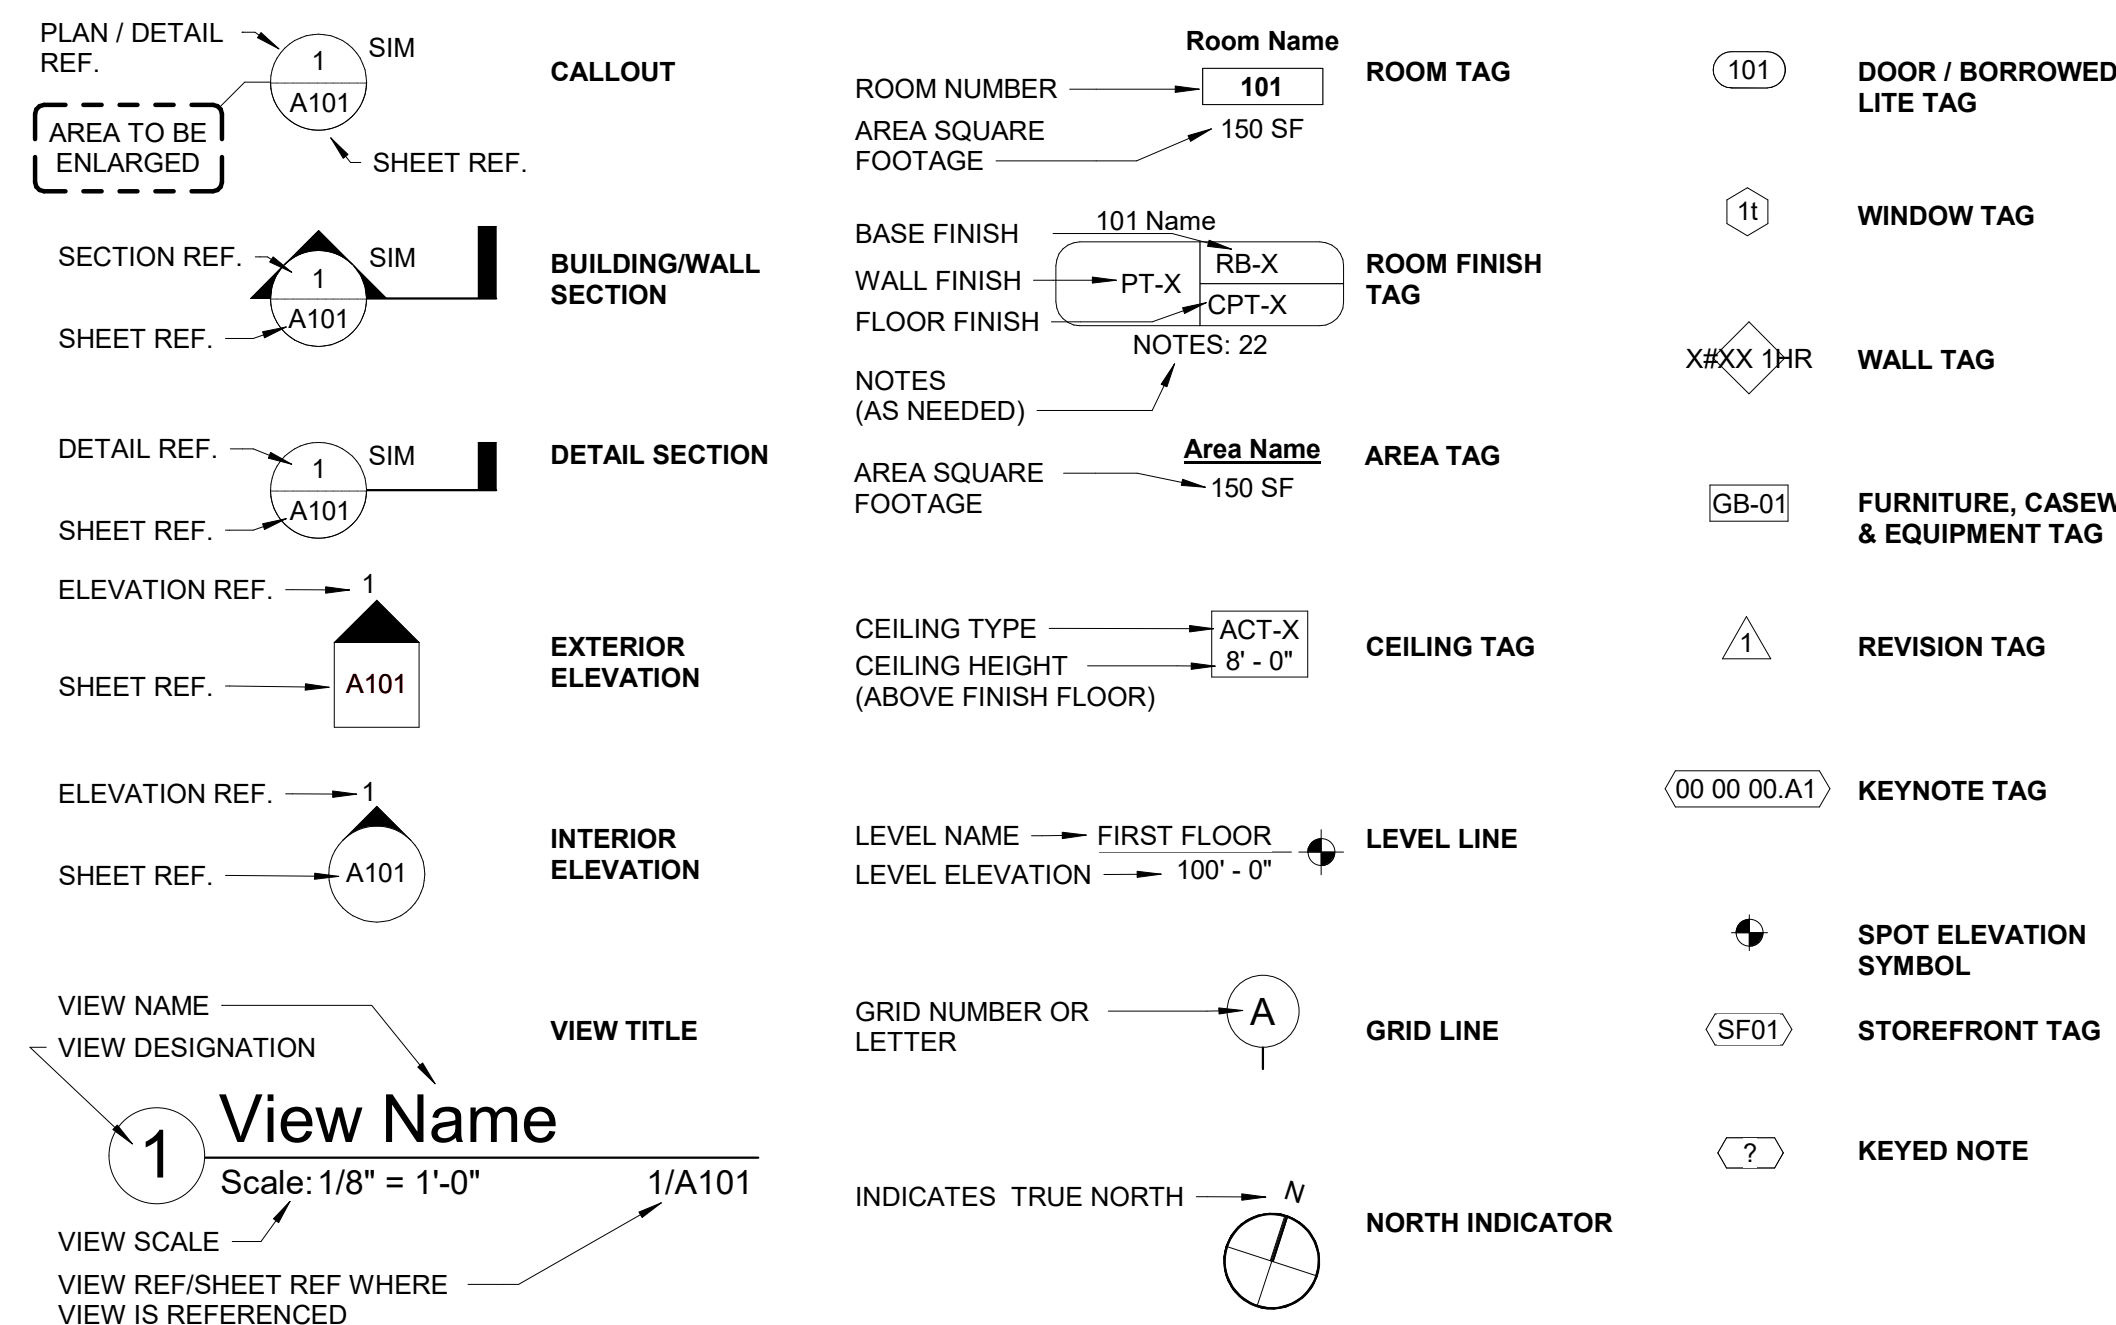 PLAN / DETAIL
REF.
1
SIM
A101
AREA TO BE
ENLARGED
SHEET REF.
CALLOUT
SECTION REF.
1
SIM
A101
SHEET REF.
BUILDING/WALL
SECTION
DETAIL REF.
1
SIM
A101
SHEET REF.
DETAIL SECTION
ELEVATION REF.
1
SHEET REF.
A101
EXTERIOR
ELEVATION
ELEVATION REF.
1
SHEET REF.
A101
INTERIOR
ELEVATION
VIEW NAME
VIEW DESIGNATION
VIEW TITLE
1
View Name
Scale: 1/8" = 1'-0"
1/A101
VIEW SCALE
VIEW REF/SHEET REF WHERE
VIEW IS REFERENCED
Room Name
ROOM NUMBER
101
AREA SQUARE
FOOTAGE
150 SF
ROOM TAG
101 Name
BASE FINISH
RB-X
WALL FINISH
PT-X
FLOOR FINISH
CPT-X
NOTES: 22
NOTES
(AS NEEDED)
ROOM FINISH
TAG
Area Name
AREA SQUARE
FOOTAGE
150 SF
AREA TAG
CEILING TYPE
ACT-X
CEILING HEIGHT
(ABOVE FINISH FLOOR)
8' - 0"
CEILING TAG
LEVEL NAME
FIRST FLOOR
LEVEL ELEVATION
100' - 0"
LEVEL LINE
GRID NUMBER OR
LETTER
A
GRID LINE
INDICATES TRUE NORTH
N
NORTH INDICATOR
101
DOOR / BORROWED
LITE TAG
1t
WINDOW TAG
X#XX 1HR
WALL TAG
GB-01
FURNITURE, CASEW
& EQUIPMENT TAG
1
REVISION TAG
00 00 00.A1
KEYNOTE TAG
SPOT ELEVATION
SYMBOL
SF01
STOREFRONT TAG
?
KEYED NOTE